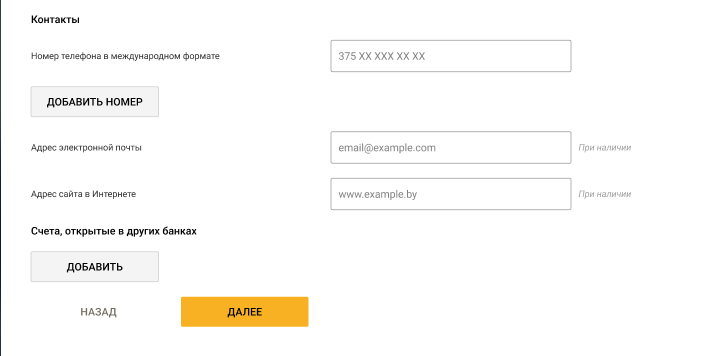 Контакты
Номер телефона в международном формате
375 XX XXX XX XX
ДОБАВИТЬ НОМЕР
Адрес электронной почты
email@example.com
При наличии
Адрес сайта в Интернете
www.example.by
При наличии
Счета, открытые в других банках
ДОБАВИТЬ
НАЗАД
ДАЛЕЕ